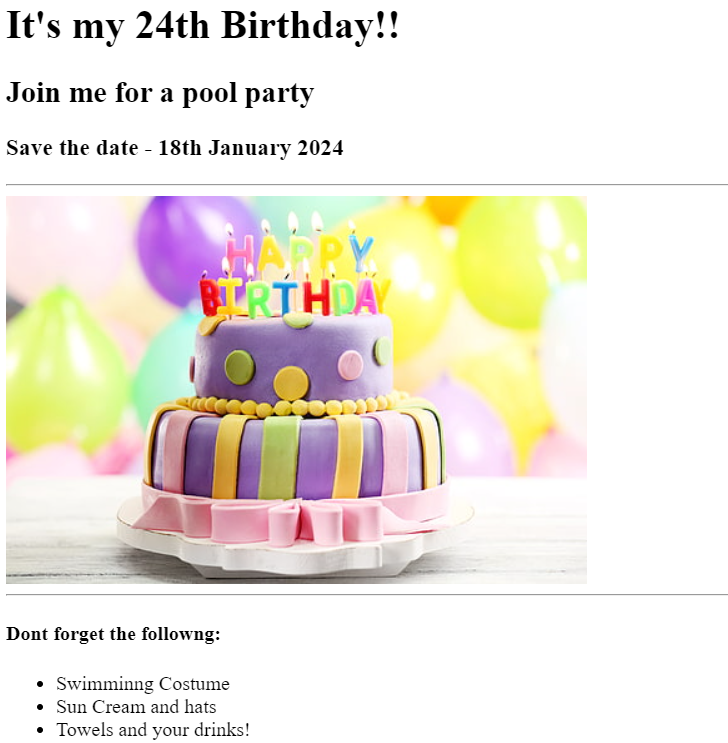 It's my 24th Birthday!!
Join me for a pool party
Save the date - 18th January 2024
HAPPY
BIRTHDAY
Dont forget the followng:
Swimminng Costume
Sun Cream and hats
Towels and your drinks!